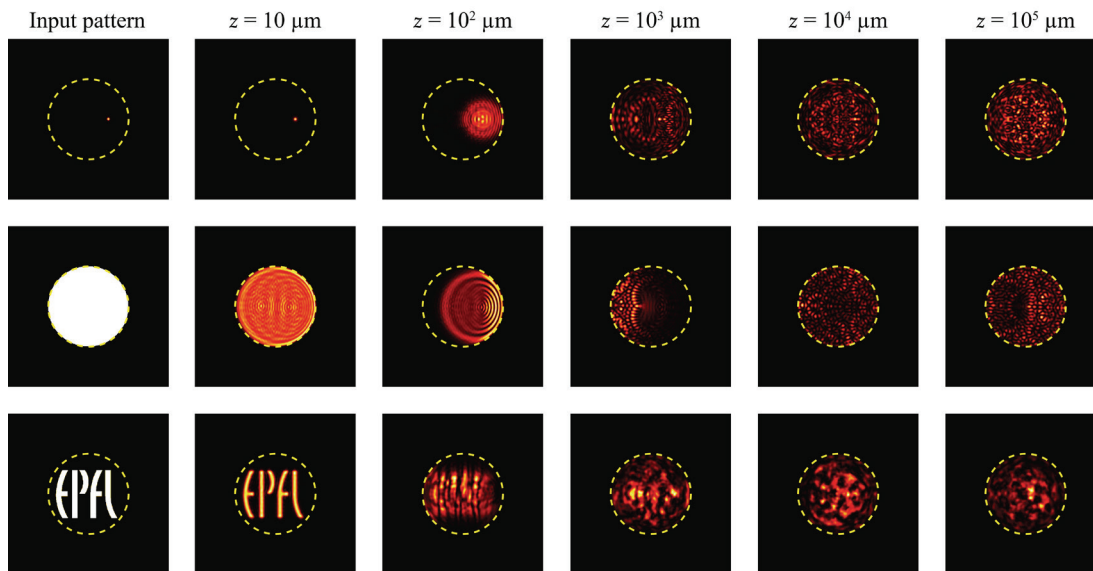 Input pattern z = 10 µm z = 10² µm z = 10³ µm z = 10⁴ µm z = 10⁵ µm
EPFL EPFL